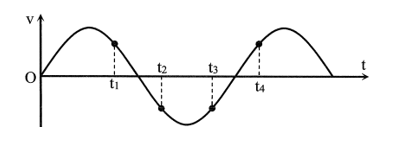 v
t₂ t₃ t
O
t₁ t₄